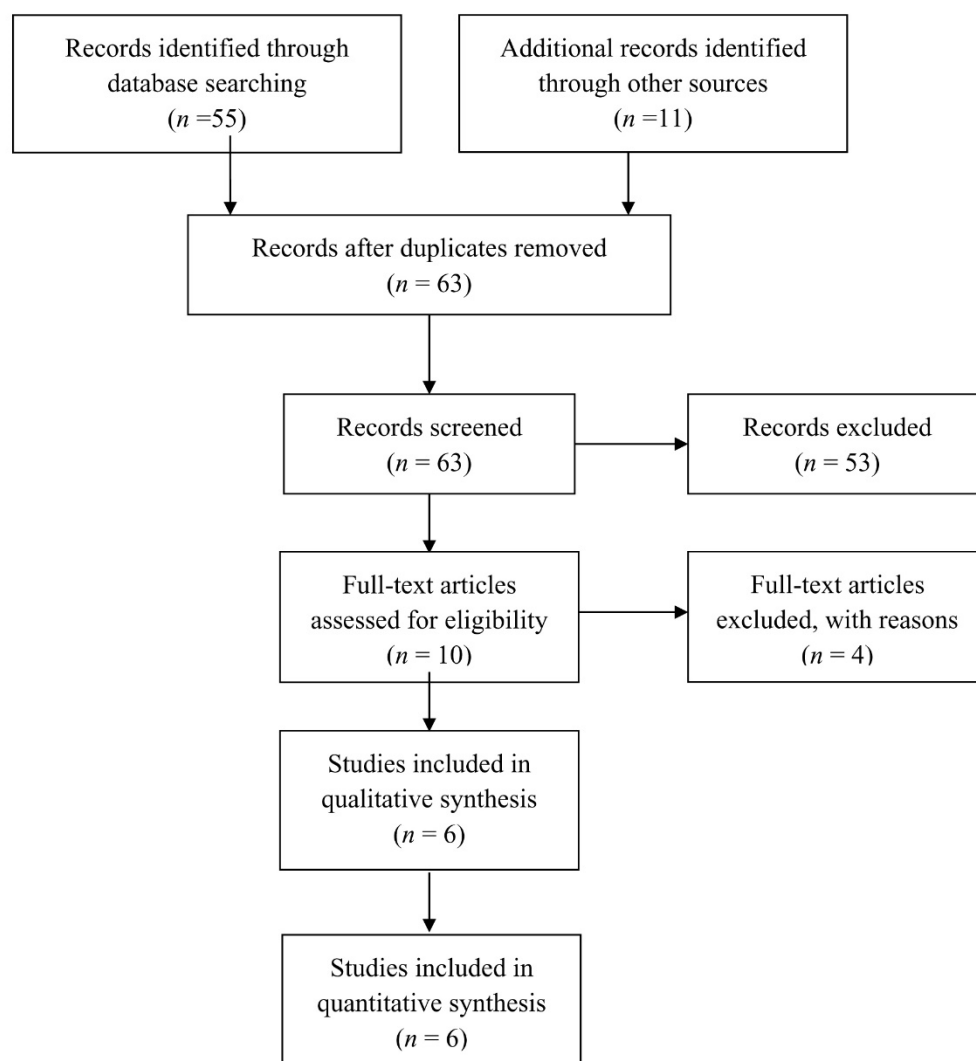 Records identified through
database searching
(n =55)
Additional records identified
through other sources
(n =11)
Records after duplicates removed
(n = 63)
Records screened
(n = 63)
Records excluded
(n = 53)
Full-text articles
assessed for eligibility
(n = 10)
Full-text articles
excluded, with reasons
(n = 4)
Studies included in
qualitative synthesis
(n = 6)
Studies included in
quantitative synthesis
(n = 6)